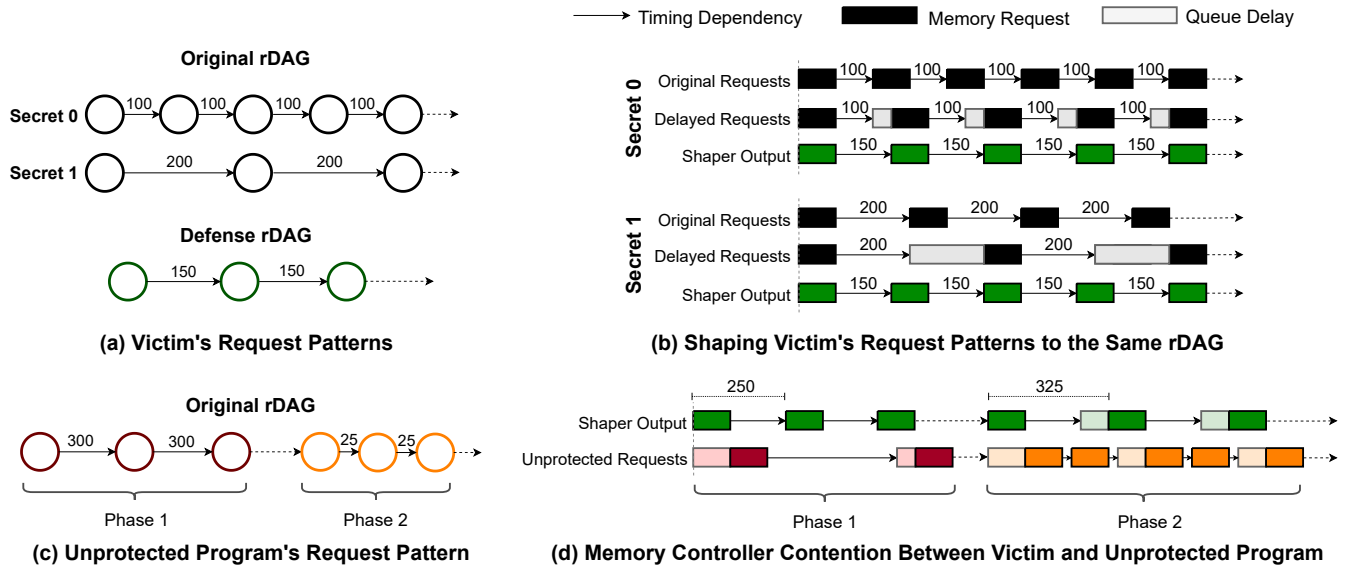 Original rDAG
Secret 0
100 100 100 100
Secret 1
200 200
Defense rDAG
150 150
(a) Victim's Request Patterns
Timing Dependency Memory Request Queue Delay
Secret 0
Original Requests 100 100 100 100 100
Delayed Requests 100 100 100 100
Shaper Output 150 150 150 150
Secret 1
Original Requests 200 200 200
Delayed Requests 200 200
Shaper Output 150 150 150 150
(b) Shaping Victim's Request Patterns to the Same rDAG
Original rDAG
300 300 25 25
Phase 1 Phase 2
(c) Unprotected Program's Request Pattern
250 325
Shaper Output
Unprotected Requests
Phase 1 Phase 2
(d) Memory Controller Contention Between Victim and Unprotected Program